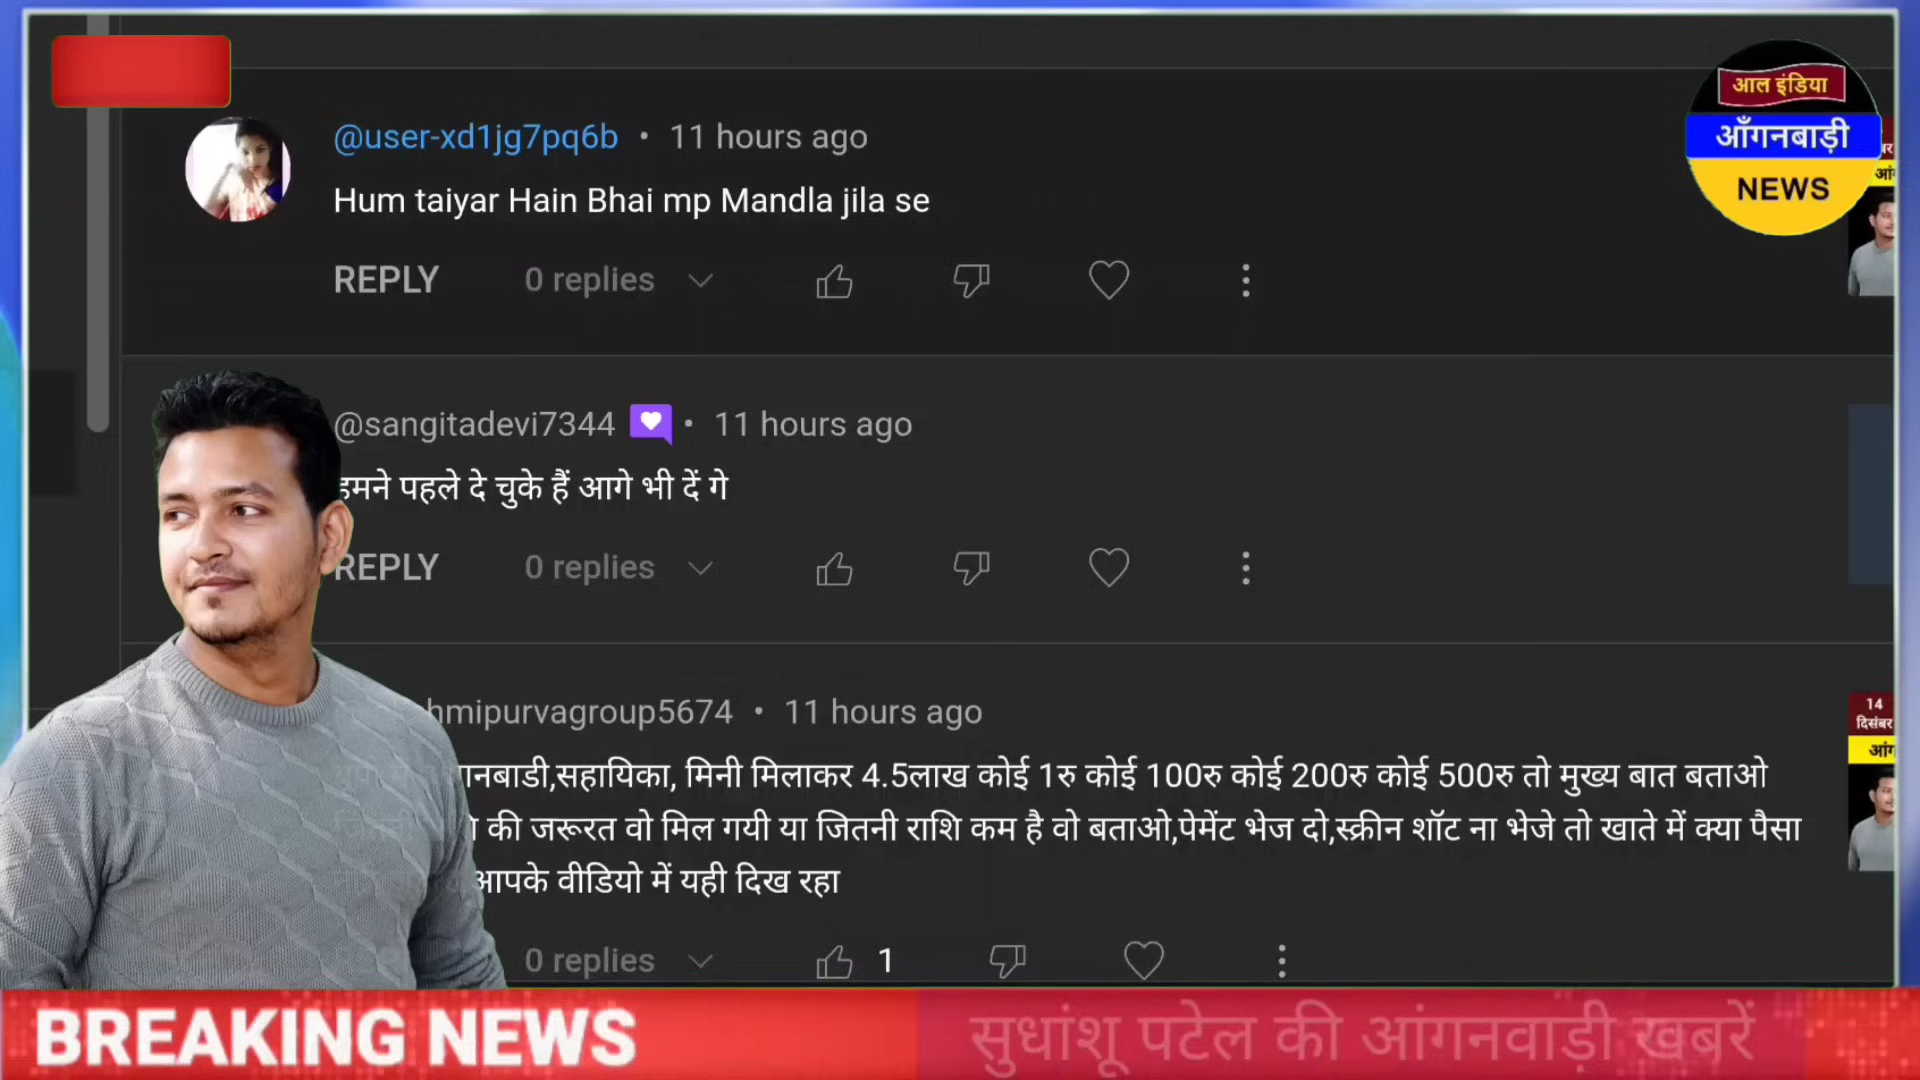 आल इंडिया
आँगनबाड़ी
NEWS
@user-xd1jg7pq6b • 11 hours ago
Hum taiyar Hain Bhai mp Mandla jila se
REPLY 0 replies
@sangitadevi7344 • 11 hours ago
हमने पहले दे चुके हैं आगे भी दें गे
REPLY 0 replies
hmipurvagroup5674 • 11 hours ago
गनबाडी,सहायिका, मिनी मिलाकर 4.5लाख कोई 1रु कोई 100रु कोई 200रु कोई 500रु तो मुख्य बात बताओ
की जरूरत वो मिल गयी या जितनी राशि कम है वो बताओ,पेमेंट भेज दो,स्क्रीन शॉट ना भेजे तो खाते में क्या पैसा
आपके वीडियो में यही दिख रहा
0 replies 1
14
दिसंबर
BREAKING NEWS
सुधांशू पटेल की आंगनवाड़ी खबरें